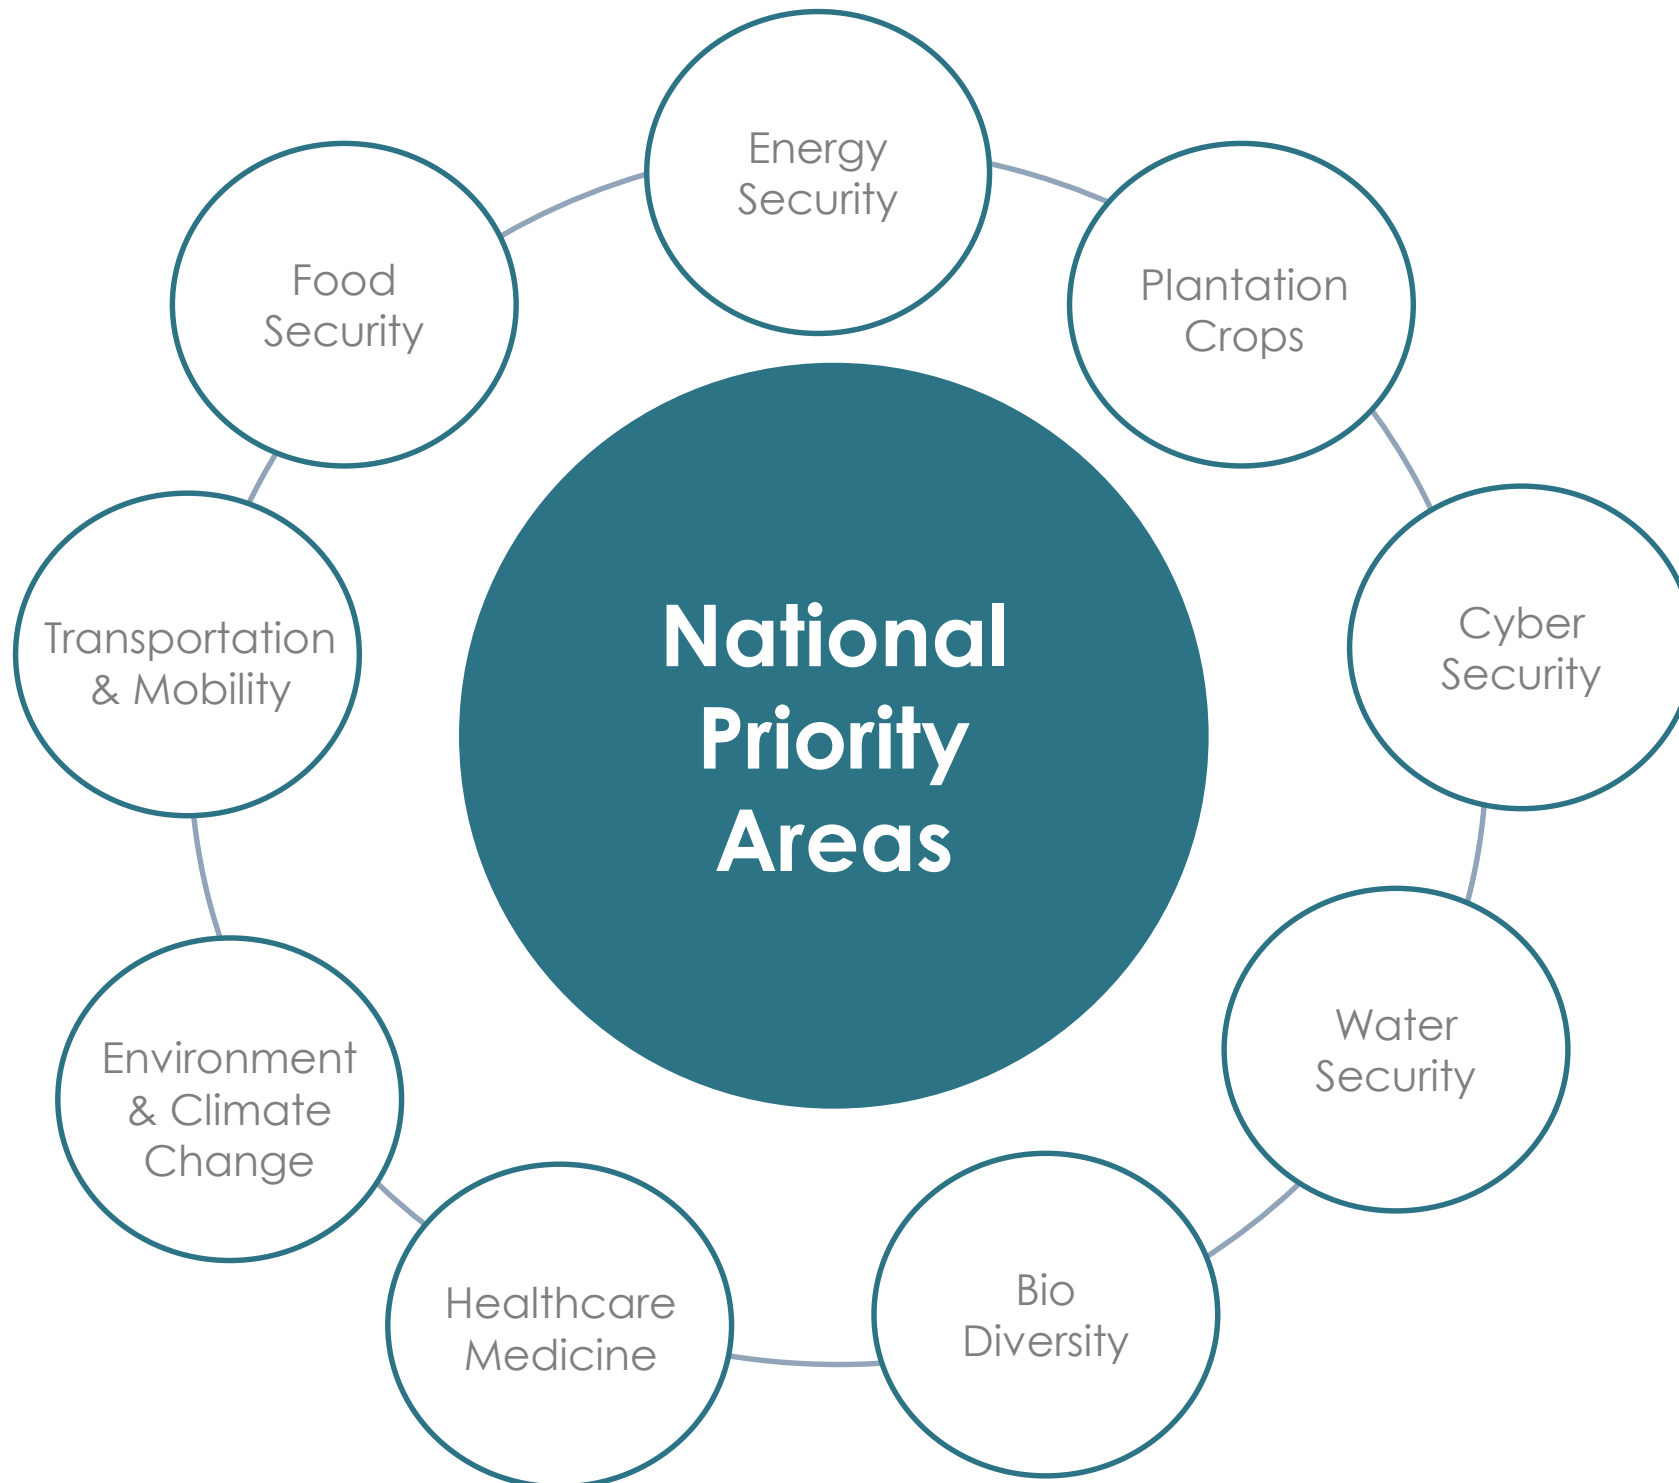 Energy
Security
Plantation
Crops
Cyber
Security
Water
Security
Bio
Diversity
Healthcare
Medicine
Environment
& Climate
Change
Transportation
& Mobility
Food
Security
National
Priority
Areas